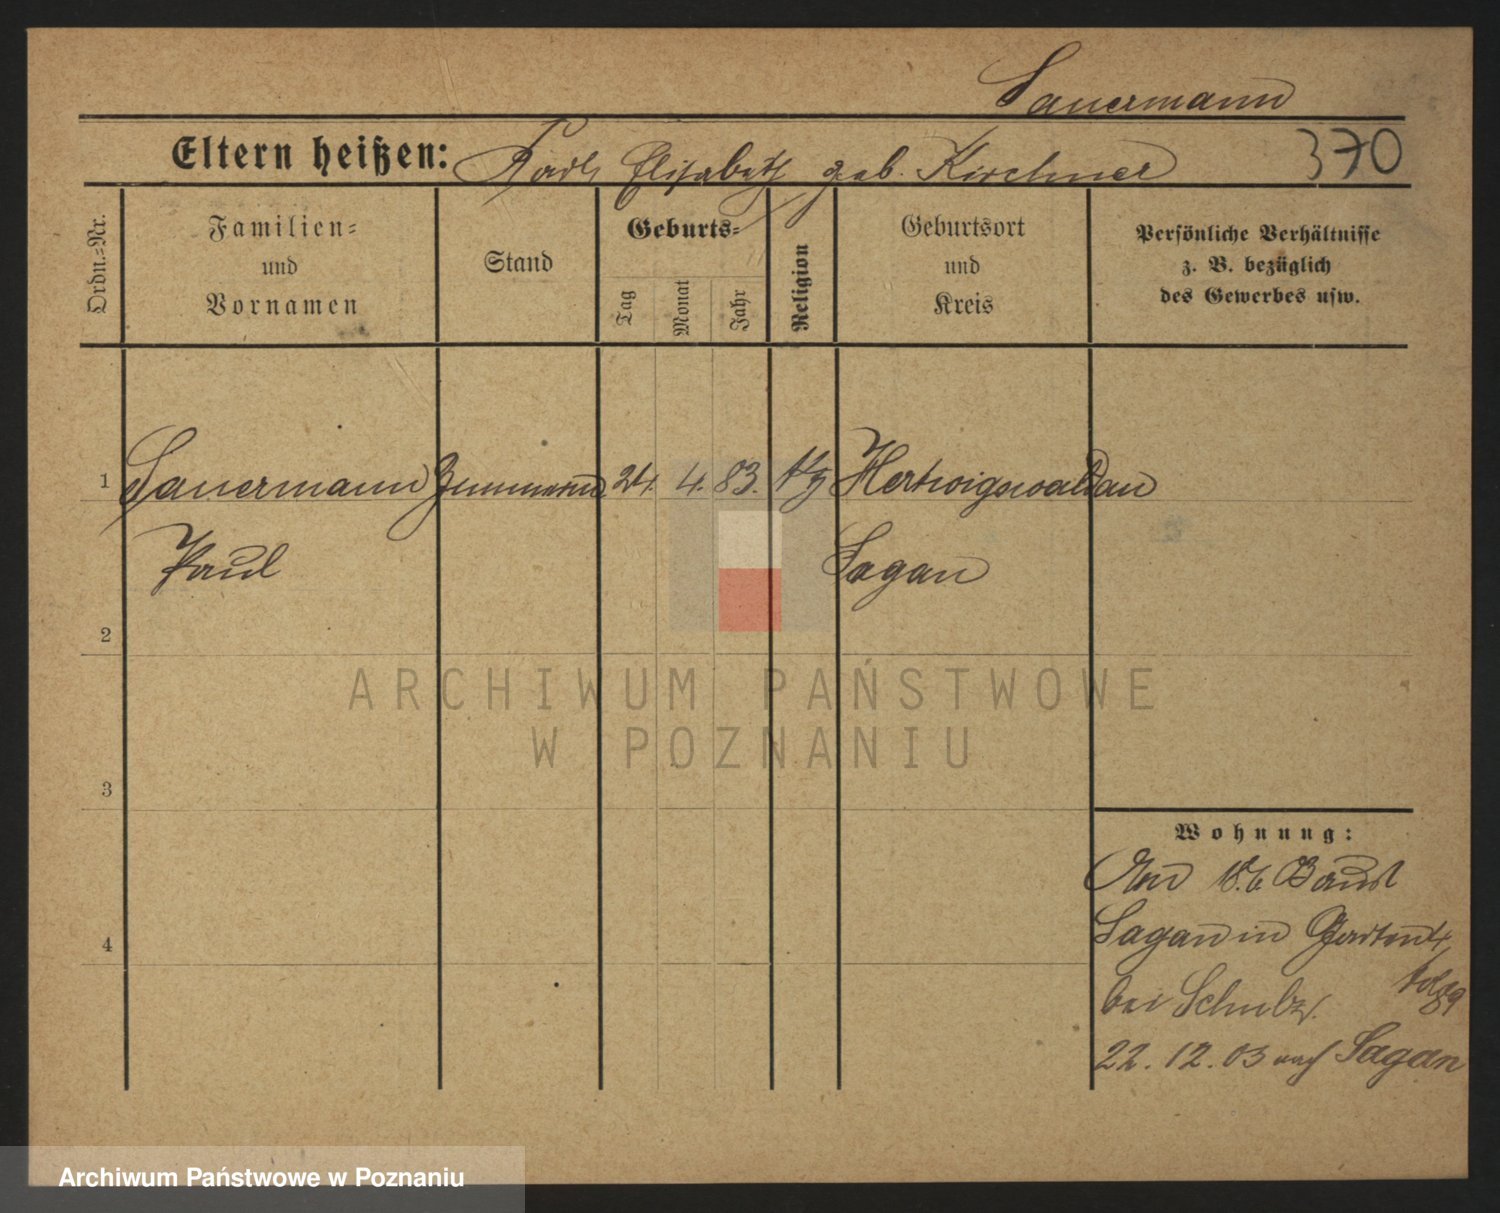 Sauermann
Eltern heißen: Karl Elisabeth geb. Kirchner 370
Ordn.=Nr.
Familien=
und
Vornamen
Stand
Geburts=
Tag
Monat
Jahr
Religion
Geburtsort
und
Kreis
Persönliche Verhältnisse
z. B. bezüglich
des Gewerbes usw.
1 Sauermann Zimmermann 24. 4. 83. Hertwigswaldau
Paul Sagan
2
3
4
Wohnung:
Sagan in
bei Schulz.
22. 12. 03 nach Sagan
ARCHIWUM PAŃSTWOWE
W POZNANIU
Archiwum Państwowe w Poznaniu